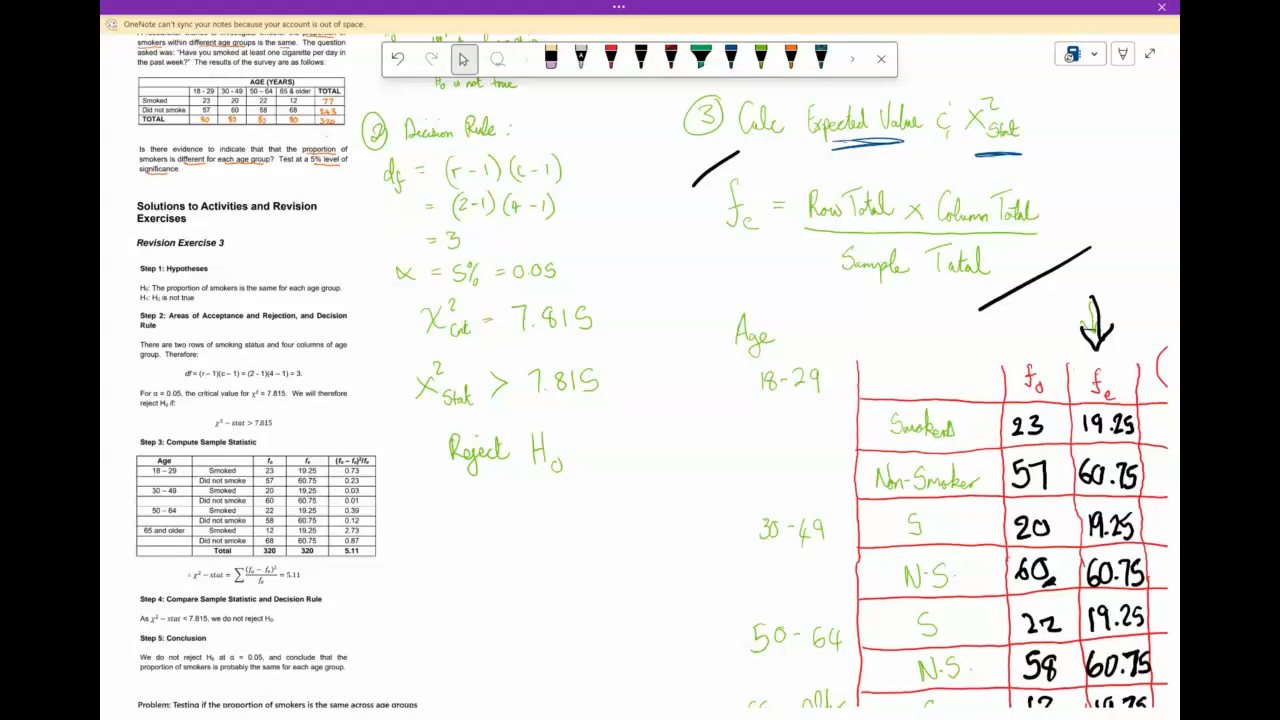 OneNote can't sync your notes because your account is out of space.
smokers within different age groups is the same. The question
asked was: "Have you smoked at least one cigarette per day in
the past week?" The results of the survey are as follows:
AGE (YEARS)
18 - 29 30 - 49 50 – 64 65 & older TOTAL
Smoked 23 20 22 12 77
Did not smoke 57 60 58 68 243
TOTAL 80 80 80 80 320
Is there evidence to indicate that that the proportion of
smokers is different for each age group? Test at a 5% level of
significance.
Solutions to Activities and Revision
Exercises
Revision Exercise 3
Step 1: Hypotheses
H₀: The proportion of smokers is the same for each age group.
H₁: H₀ is not true
Step 2: Areas of Acceptance and Rejection, and Decision
Rule
There are two rows of smoking status and four columns of age
group. Therefore:
df = (r – 1)(c – 1) = (2 - 1)(4 – 1) = 3.
For α = 0.05, the critical value for χ² = 7.815. We will therefore
reject H₀ if:
χ² – stat > 7.815
Step 3: Compute Sample Statistic
Age f₀ fₑ (f₀ – fₑ)²/fₑ
18 – 29 Smoked 23 19.25 0.73
Did not smoke 57 60.75 0.23
30 – 49 Smoked 20 19.25 0.03
Did not smoke 60 60.75 0.01
50 – 64 Smoked 22 19.25 0.39
Did not smoke 58 60.75 0.12
65 and older Smoked 12 19.25 2.73
Did not smoke 68 60.75 0.87
Total 320 320 5.11
∴ χ² – stat = ∑ (f₀ – fₑ)² / fₑ = 5.11
Step 4: Compare Sample Statistic and Decision Rule
As χ² – stat < 7.815, we do not reject H₀.
Step 5: Conclusion
We do not reject H₀ at α = 0.05, and conclude that the
proportion of smokers is probably the same for each age group.
Problem: Testing if the proportion of smokers is the same across age groups
H₀ is not true
② Decision Rule :
df = (r-1)(c-1)
= (2-1)(4-1)
= 3
α = 5% = 0.05
χ²Crit = 7.815
χ²Stat > 7.815
Reject H₀
③ Calc Expected Value & χ²Stat
fe = Row Total × Column Total
Sample Total
Age
fo fe (
18-29
Smokers 23 19.25
Non-Smoker 57 60.75
30-49 S 20 19.25
N.S. 60 60.75
50-64 S 22 19.25
N.S. 58 60.75